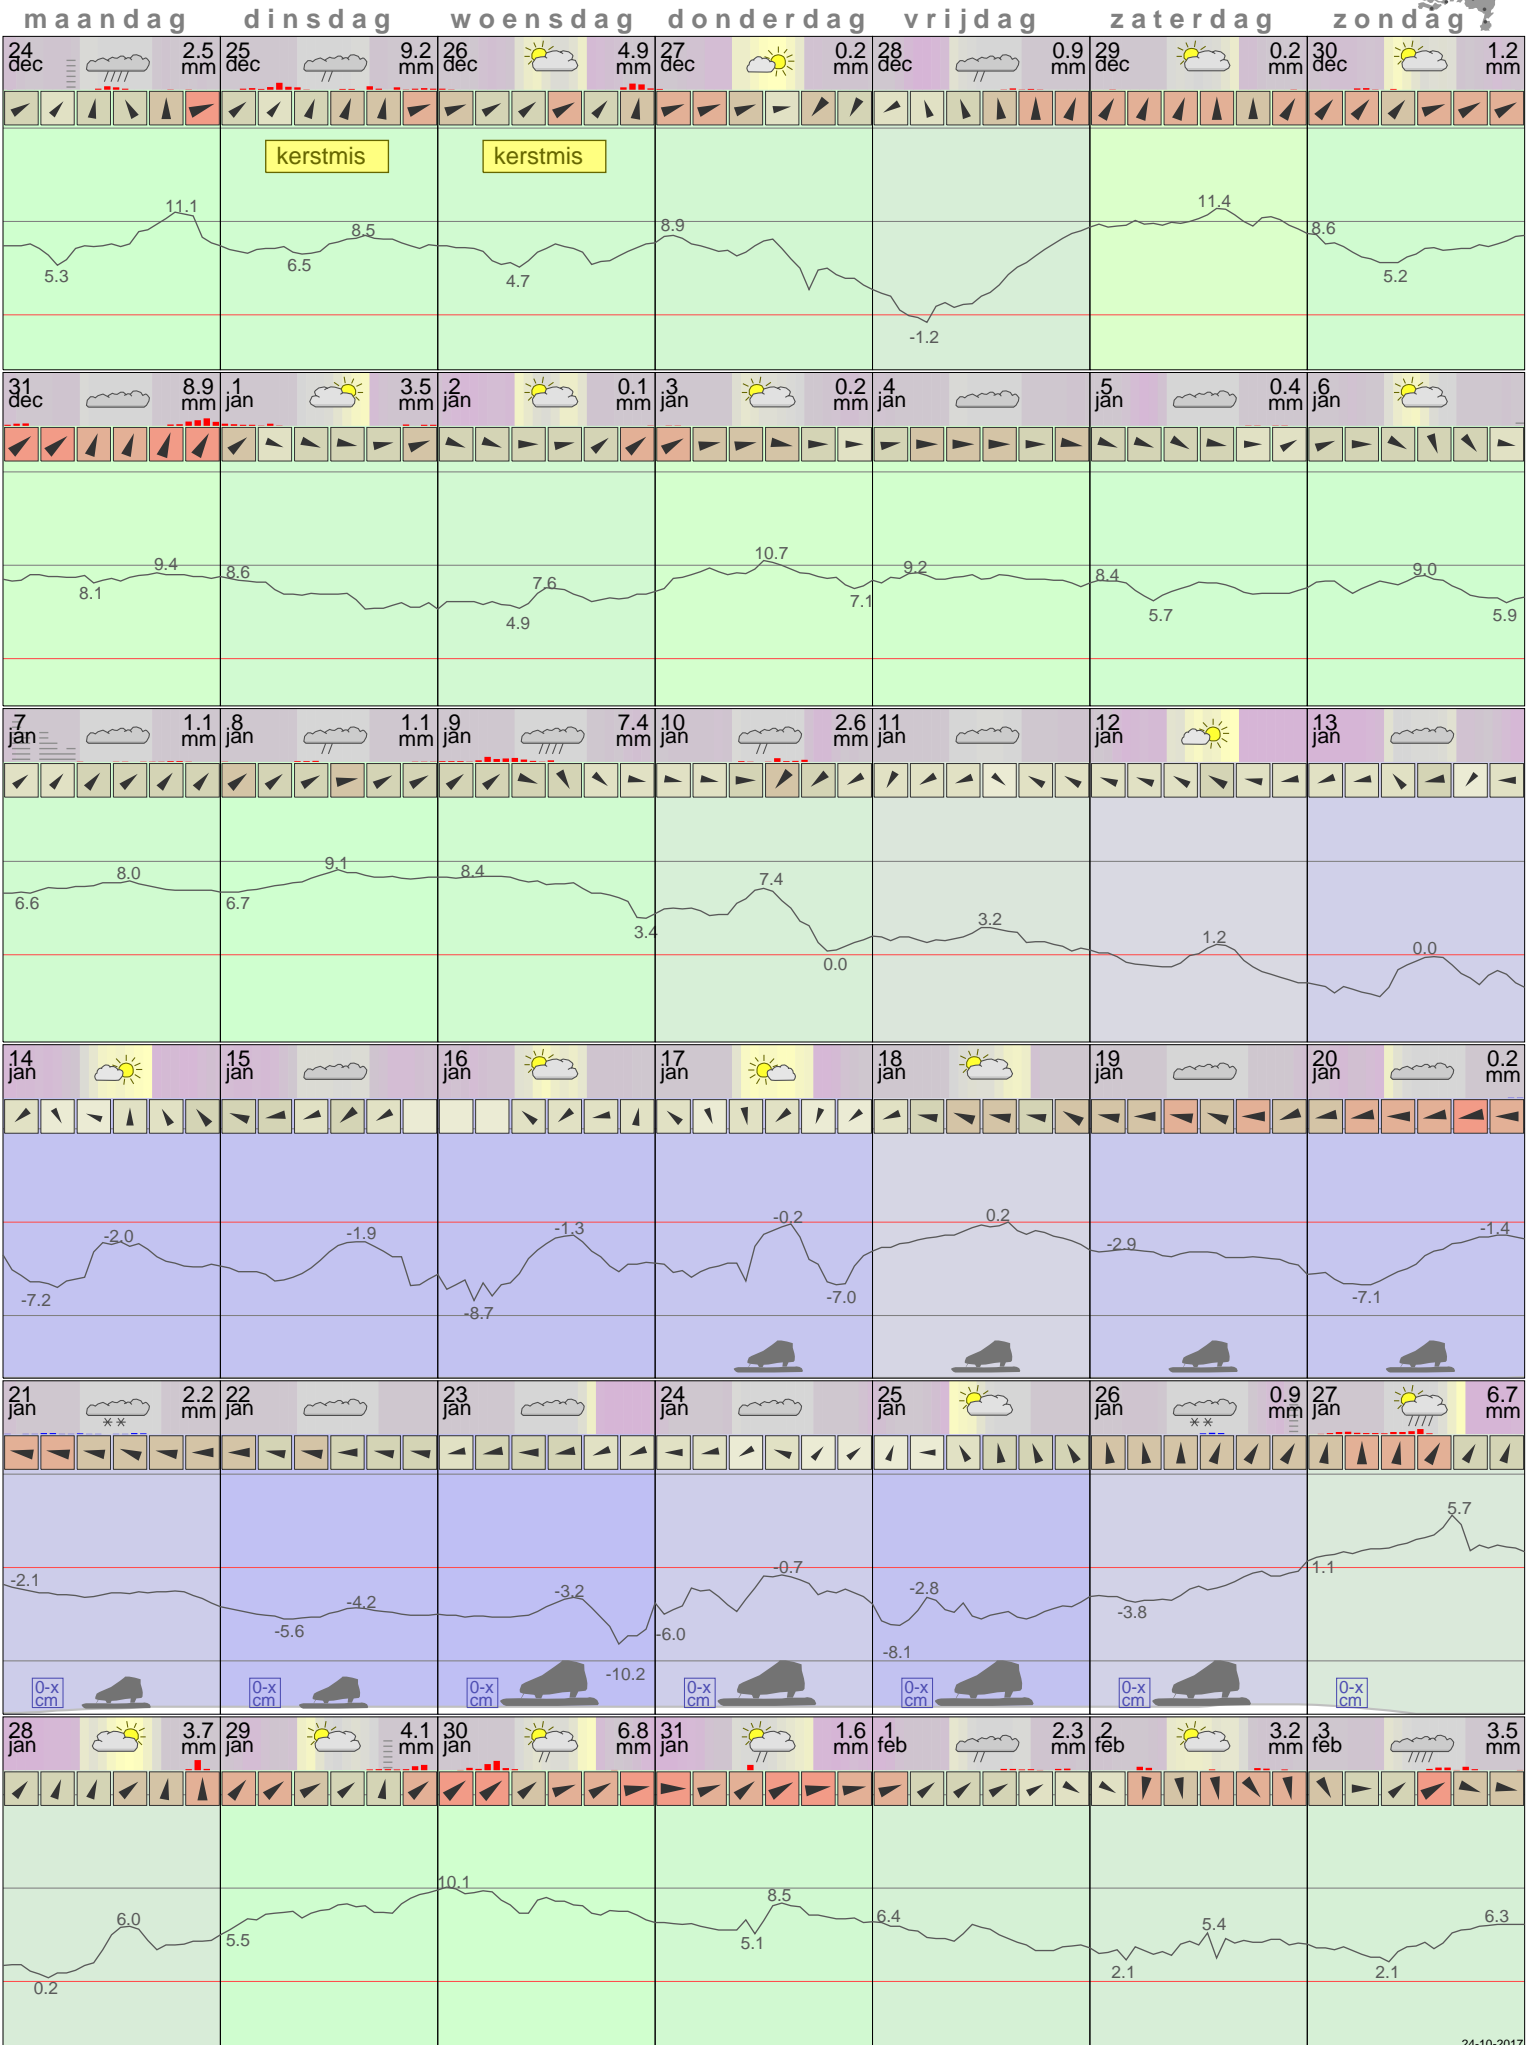 maandag dinsdag woensdag donderdag vrijdag zaterdag zondag
24 dec 2.5 mm 25 dec 9.2 mm 26 dec 4.9 mm 27 dec 0.2 mm 28 dec 0.9 mm 29 dec 0.2 mm 30 dec 1.2 mm
kerstmis kerstmis
11.1 5.3 8.5 6.5 4.7 8.9 -1.2 11.4 8.6 5.2
31 dec 8.9 mm 1 jan 3.5 mm 2 jan 0.1 mm 3 jan 0.2 mm 4 jan 5 jan 0.4 mm 6 jan
9.4 8.1 8.6 7.6 4.9 10.7 7.1 9.2 8.4 5.7 9.0 5.9
7 jan 1.1 mm 8 jan 1.1 mm 9 jan 7.4 mm 10 jan 2.6 mm 11 jan 12 jan 13 jan
6.6 8.0 6.7 9.1 8.4 3.4 7.4 0.0 3.2 1.2 0.0
14 jan 15 jan 16 jan 17 jan 18 jan 19 jan 20 jan 0.2 mm
-7.2 -2.0 -1.9 -8.7 -1.3 -0.2 -7.0 0.2 -2.9 -7.1 -1.4
21 jan 2.2 mm 22 jan 23 jan 24 jan 25 jan 26 jan 0.9 mm 27 jan 6.7 mm
-2.1 -5.6 -4.2 -3.2 -10.2 -6.0 -0.7 -8.1 -2.8 -3.8 1.1 5.7
0-x cm 0-x cm 0-x cm 0-x cm 0-x cm 0-x cm 0-x cm
28 jan 3.7 mm 29 jan 4.1 mm 30 jan 6.8 mm 31 jan 1.6 mm 1 feb 2.3 mm 2 feb 3.2 mm 3 feb 3.5 mm
0.2 6.0 5.5 10.1 5.1 8.5 6.4 2.1 5.4 2.1 6.3
24-10-2017